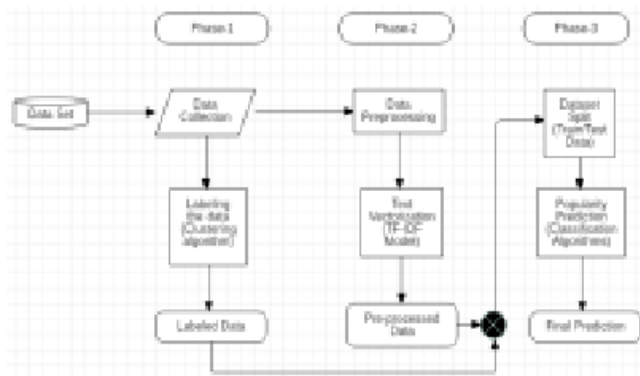 Phase-1
Phase-2
Phase-3
Data Set
Data
Collection
Data
Preprocessing
Dataset
Split
(Train/Test
Data)
Labeling
the data
(Clustering
algorithm)
Text
Vectorization
(TF-IDF
Model)
Popularity
Prediction
(Classification
Algorithms)
Labeled Data
Pre-processed
Data
Final Prediction